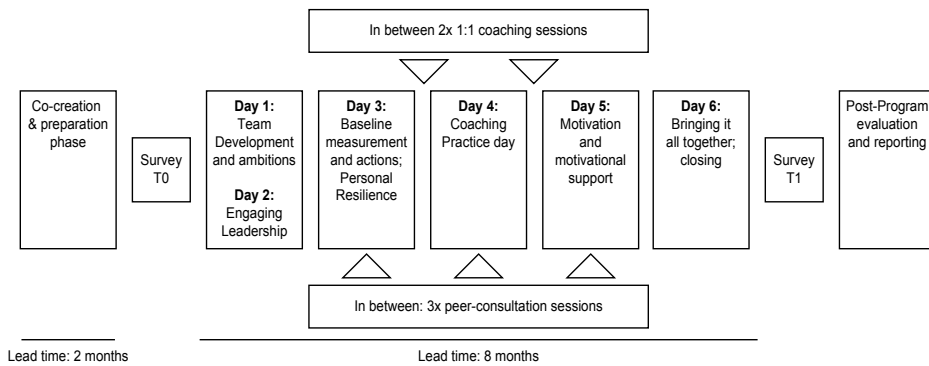 In between 2x 1:1 coaching sessions
Co-creation
& preparation
phase
Survey
T0
Day 1:
Team
Development
and ambitions
Day 2:
Engaging
Leadership
Day 3:
Baseline
measurement
and actions;
Personal
Resilience
Day 4:
Coaching
Practice day
Day 5:
Motivation
and
motivational
support
Day 6:
Bringing it
all together;
closing
Survey
T1
Post-Program
evaluation
and reporting
In between: 3x peer-consultation sessions
Lead time: 2 months
Lead time: 8 months